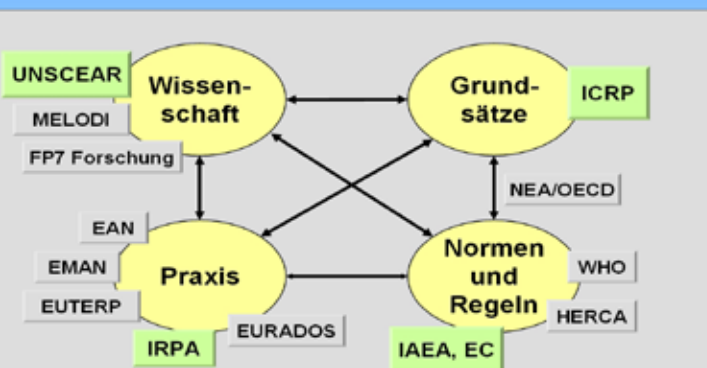 UNSCEAR
MELODI
FP7 Forschung
Wissen-
schaft
Grund-
sätze
ICRP
NEA/OECD
EAN
EMAN
EUTERP
Praxis
EURADOS
IRPA
Normen
und
Regeln
WHO
HERCA
IAEA, EC